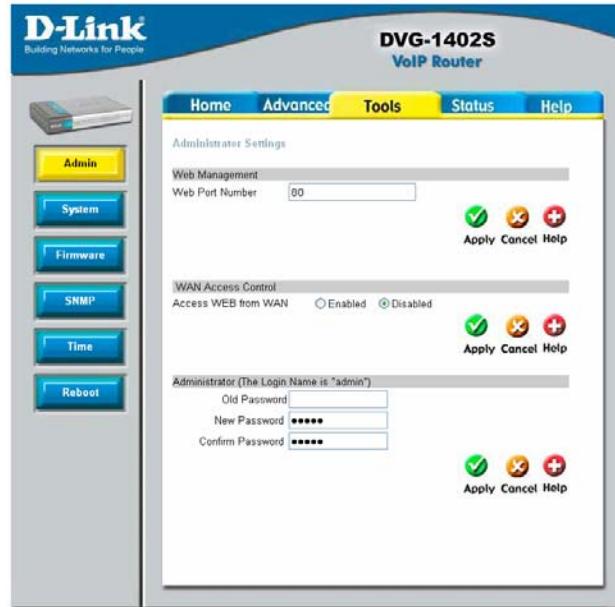 D-Link
Building Networks for People
DVG-1402S
VoIP Router
Home Advanced Tools Status Help
Admin
System
Firmware
SNMP
Time
Reboot
Administrator Settings
Web Management
Web Port Number 80
Apply Cancel Help
WAN Access Control
Access WEB from WAN Enabled Disabled
Apply Cancel Help
Administrator (The Login Name is "admin")
Old Password
New Password •••••
Confirm Password •••••
Apply Cancel Help